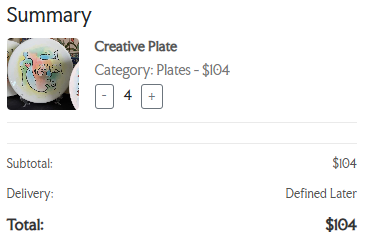 Summary
Creative Plate
Category: Plates - $104
- 4 +
Subtotal: $104
Delivery: Defined Later
Total: $104